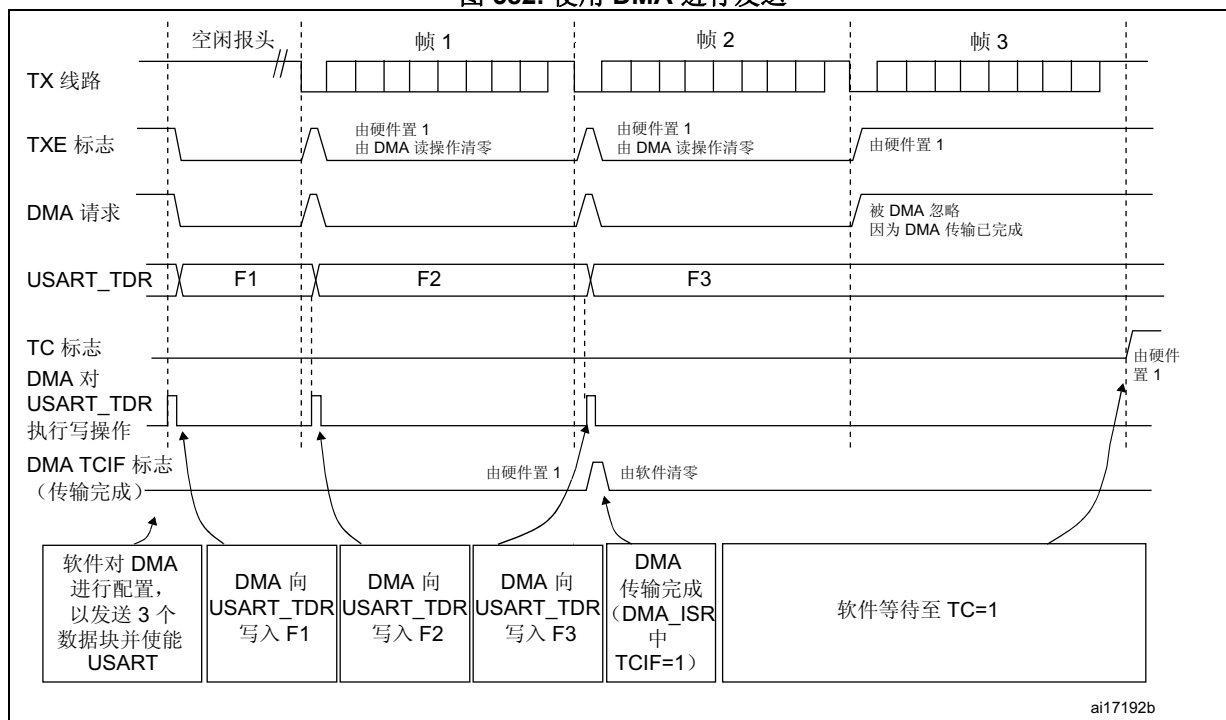 空闲报头
帧 1
帧 2
帧 3
TX 线路
TXE 标志
由硬件置 1
由 DMA 读操作清零
由硬件置 1
由 DMA 读操作清零
由硬件置 1
DMA 请求
被 DMA 忽略
因为 DMA 传输已完成
USART_TDR
F1
F2
F3
TC 标志
由硬件
置 1
DMA 对
USART_TDR
执行写操作
DMA TCIF 标志
（传输完成）
由硬件置 1
由软件清零
软件对 DMA
进行配置，
以发送 3 个
数据块并使能
USART
DMA 向
USART_TDR
写入 F1
DMA 向
USART_TDR
写入 F2
DMA 向
USART_TDR
写入 F3
DMA
传输完成
（DMA_ISR
中
TCIF=1）
软件等待至 TC=1
ai17192b